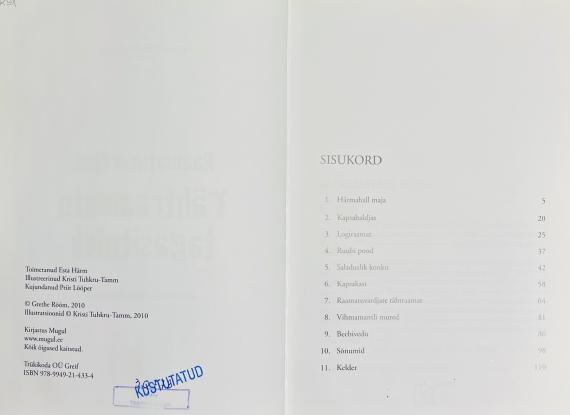 Toimetanud Esta Härm
Illustreerinud Kristi Tuhkru-Tamm
Kujundanud Priit Lööper
© Grethe Rõõm, 2010
Illustratsioonid © Kristi Tuhkru-Tamm, 2010
Kirjastus Mugul
www.mugul.ee
Kõik õigused kaitstud.
Trükikoda OÜ Greif
ISBN 978-9949-21-433-4
KUSTUTATUD
SISUKORD
1. Härmahall maja 5
2. Kapsahaldjas 20
3. Logiraamat 25
4. Ruubi pood 37
5. Saladuslik konku 42
6. Kapsakast 58
7. Raamatuvardjate tähtraamat 64
8. Vihmamantli mured 81
9. Beebivedu 86
10. Sõnumid 98
11. Kelder 110